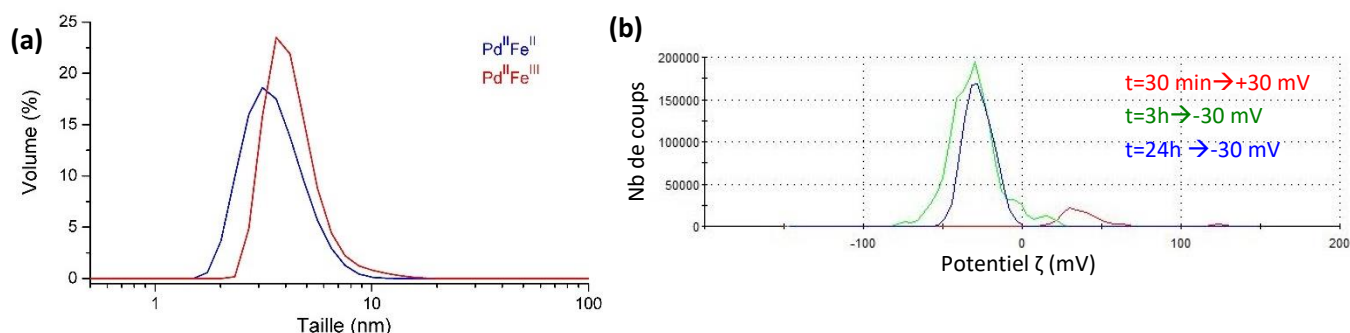 (a)
Volume (%)
25
20
15
10
5
0
Pd^II Fe^II
Pd^II Fe^III
1
10
100
Taille (nm)
(b)
Nb de coups
200000
150000
100000
50000
0
t=30 min→+30 mV
t=3h→-30 mV
t=24h →-30 mV
-100
0
100
200
Potentiel ζ (mV)